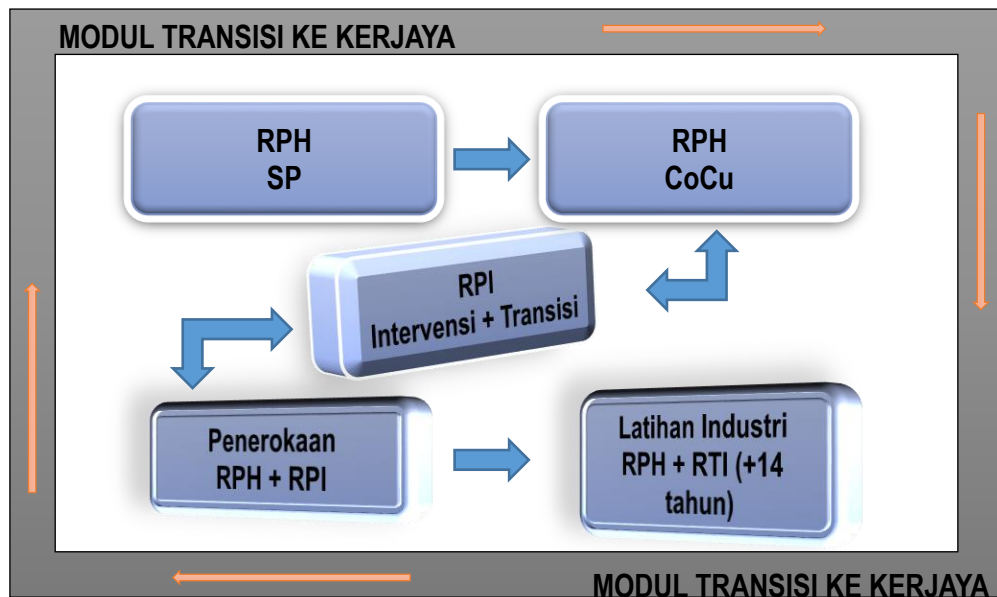 MODUL TRANSISI KE KERJAYA
RPH
SP
RPH
CoCu
RPI
Intervensi + Transisi
Penerokaan
RPH + RPI
Latihan Industri
RPH + RTI (+14
tahun)
MODUL TRANSISI KE KERJAYA